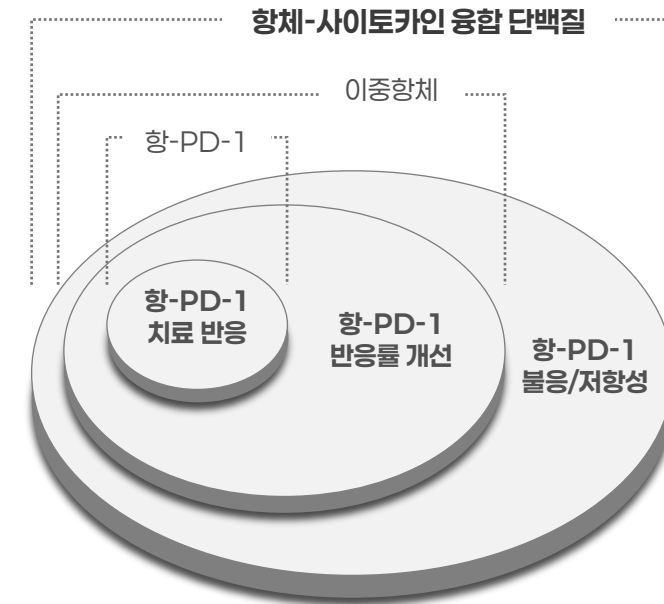 항체-사이토카인 융합 단백질
이중항체
항-PD-1
항-PD-1
치료 반응
항-PD-1
반응률 개선
항-PD-1
불응/저항성